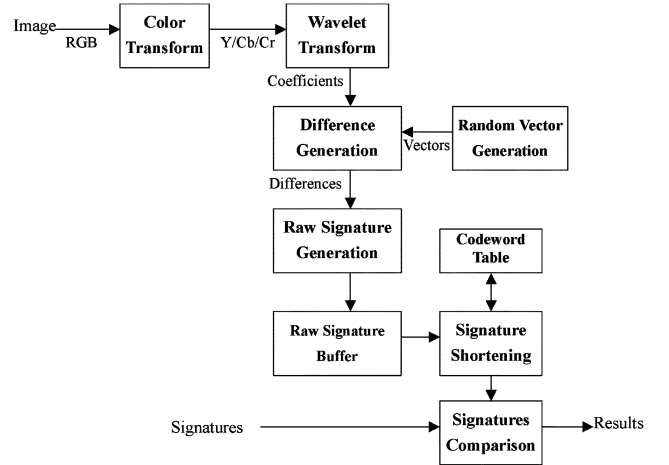 Image
RGB
Color
Transform
Y/Cb/Cr
Wavelet
Transform
Coefficients
Difference
Generation
Vectors
Random Vector
Generation
Differences
Raw Signature
Generation
Codeword
Table
Raw Signature
Buffer
Signature
Shortening
Signatures
Signatures
Comparison
Results